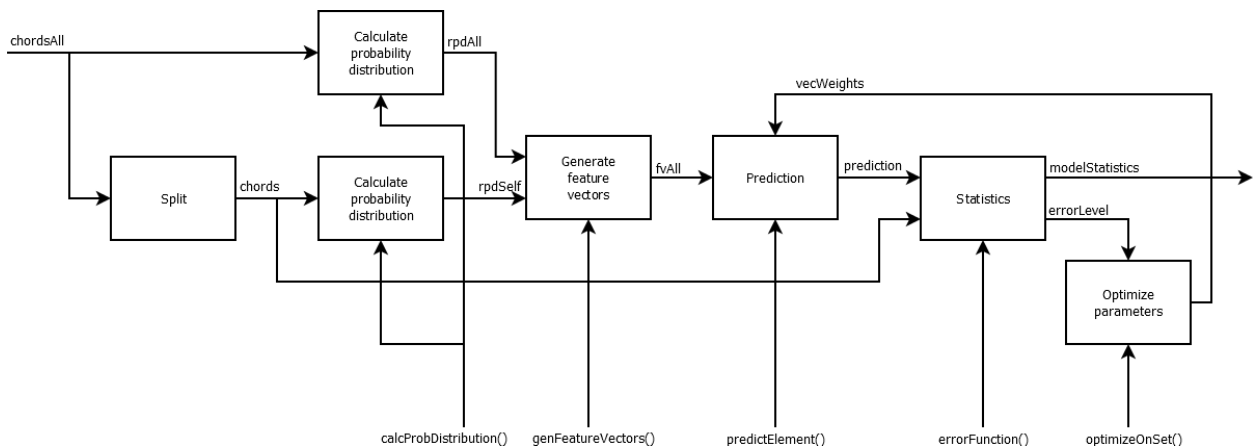 chordsAll
Calculate
probability
distribution
rpdAll
vecWeights
Split
chords
Calculate
probability
distribution
rpdSelf
Generate
feature
vectors
fvAll
Prediction
prediction
Statistics
modelStatistics
errorLevel
Optimize
parameters
calcProbDistribution()
genFeatureVectors()
predictElement()
errorFunction()
optimizeOnSet()